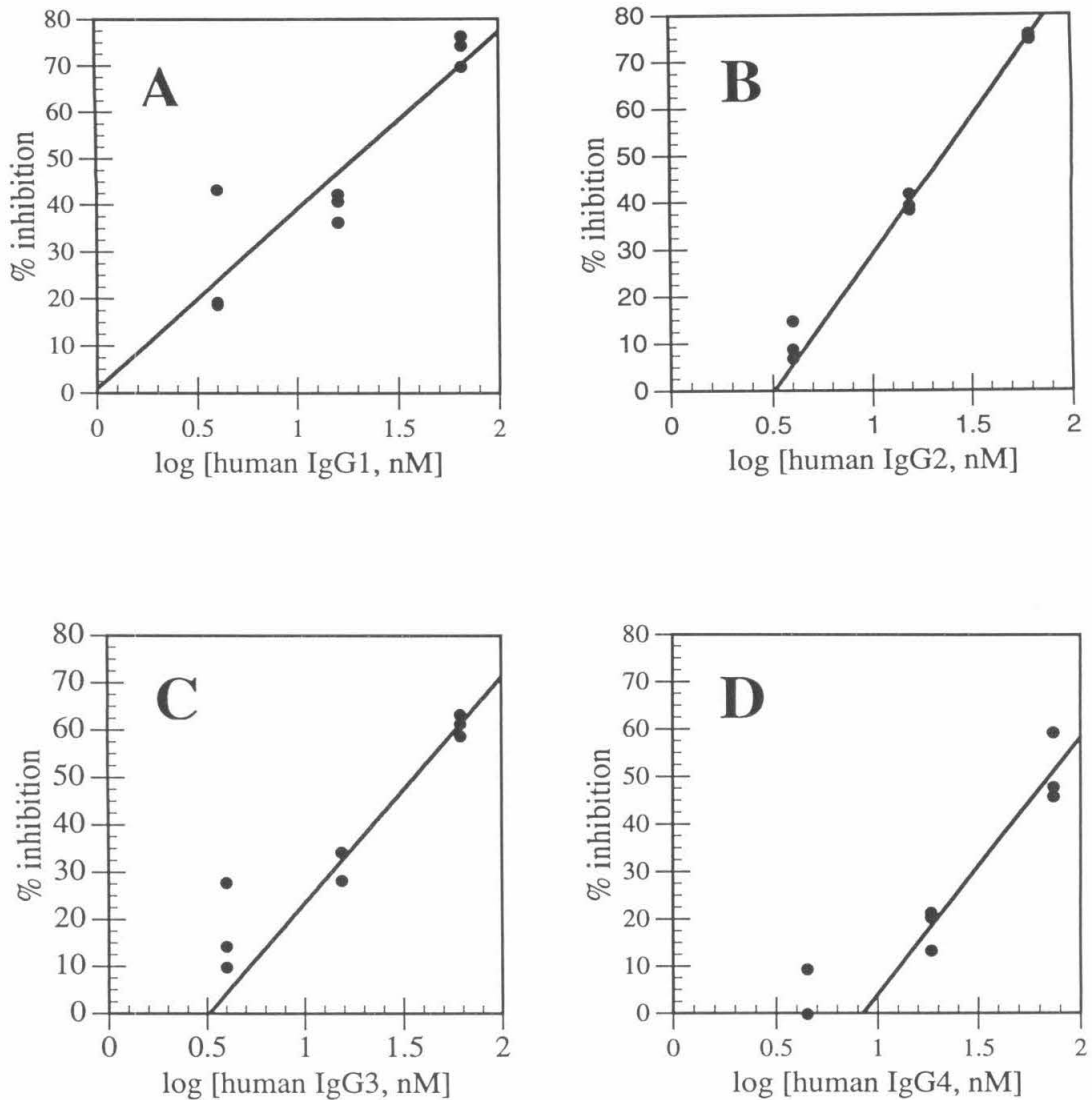 80
70
60
50
40
30
20
10
0
% inhibition
A
0 0.5 1 1.5 2
log [human IgG1, nM]
80
70
60
50
40
30
20
10
0
% ihibition
B
0 0.5 1 1.5 2
log [human IgG2, nM]
80
70
60
50
40
30
20
10
0
% inhibition
C
0 0.5 1 1.5 2
log [human IgG3, nM]
80
70
60
50
40
30
20
10
0
% inhibition
D
0 0.5 1 1.5 2
log [human IgG4, nM]